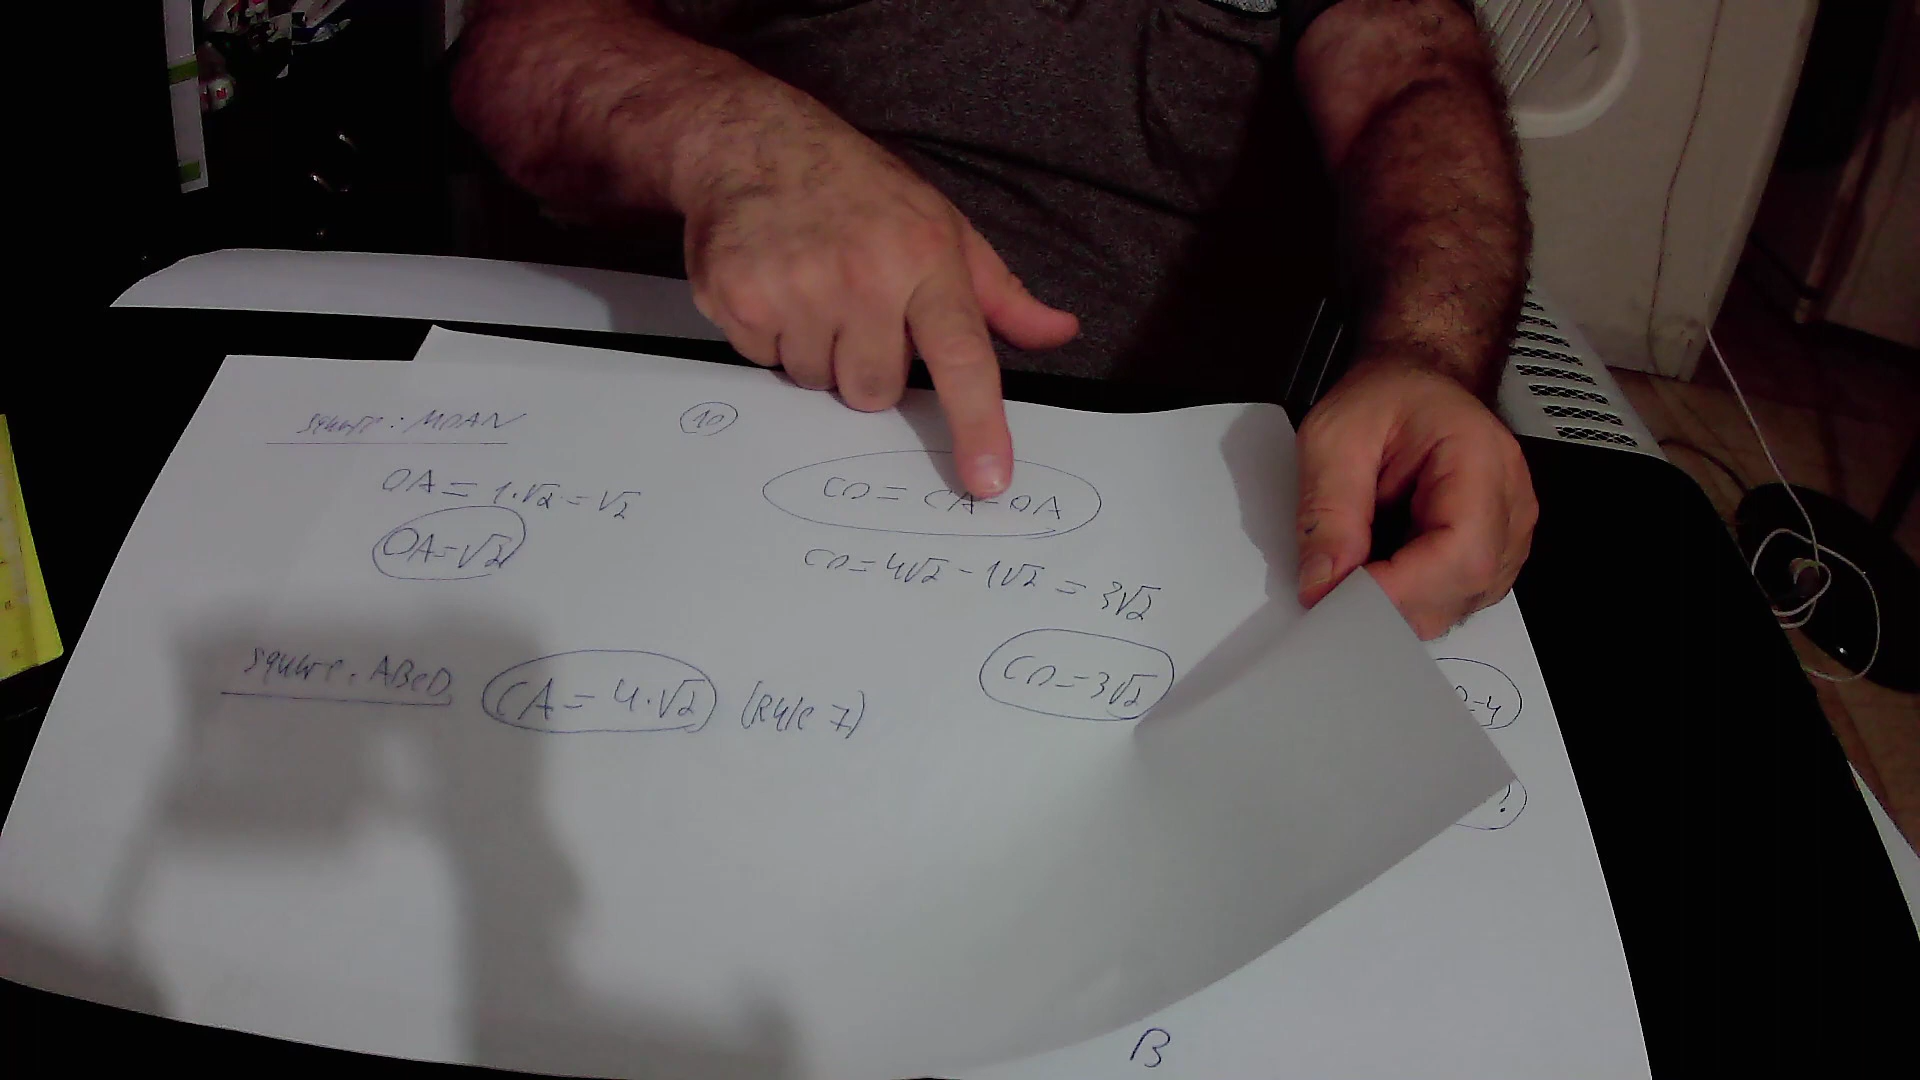 square: MOAN
10
OA = 1.√2 = √2
OA=√2
CO = CA-OA
CO=4√2 - 1√2 = 3√2
square. ABCD
CA = 4.√2 (Rule 7)
CO=3√2
=4
?
B